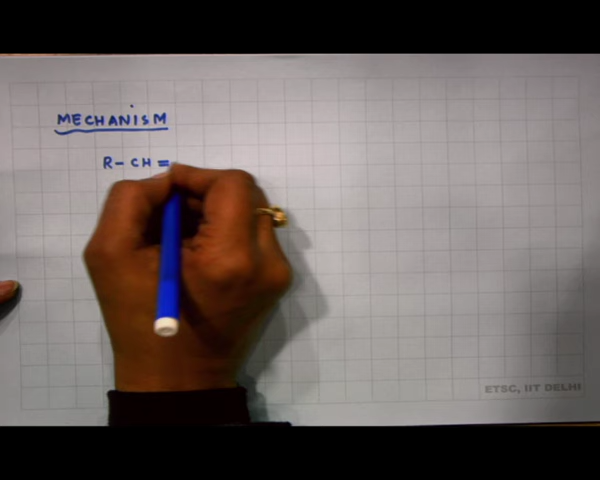 MECHANISM
R- CH =
ETSC, IIT DELHI